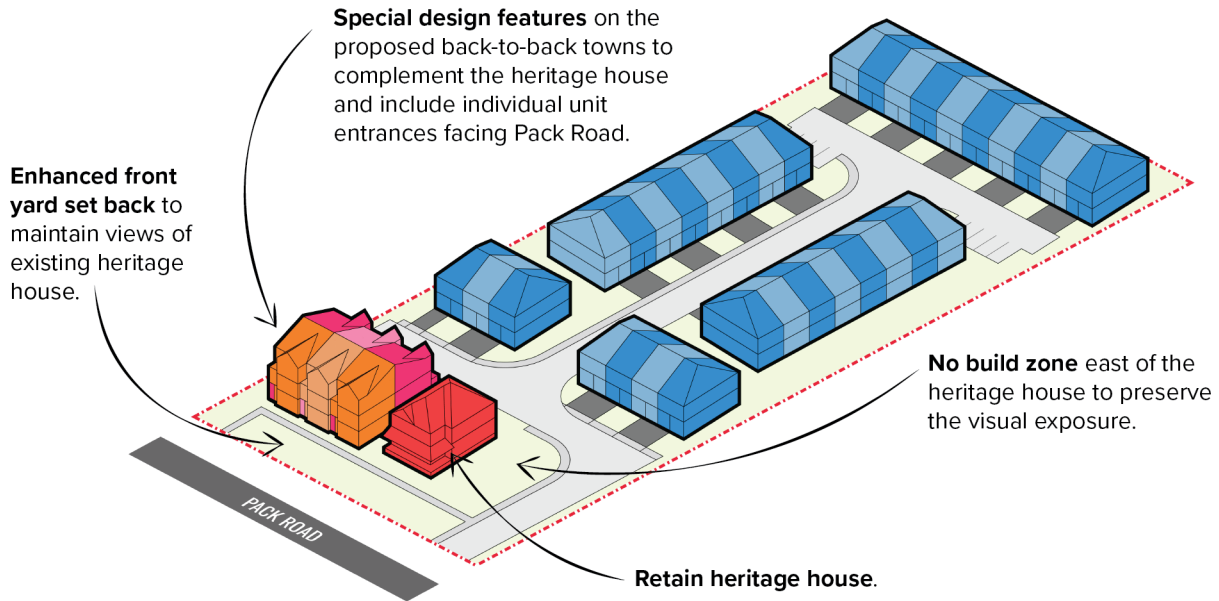 Special design features on the
proposed back-to-back towns to
complement the heritage house
and include individual unit
entrances facing Pack Road.
Enhanced front
yard set back to
maintain views of
existing heritage
house.
No build zone east of the
heritage house to preserve
the visual exposure.
PACK ROAD
Retain heritage house.